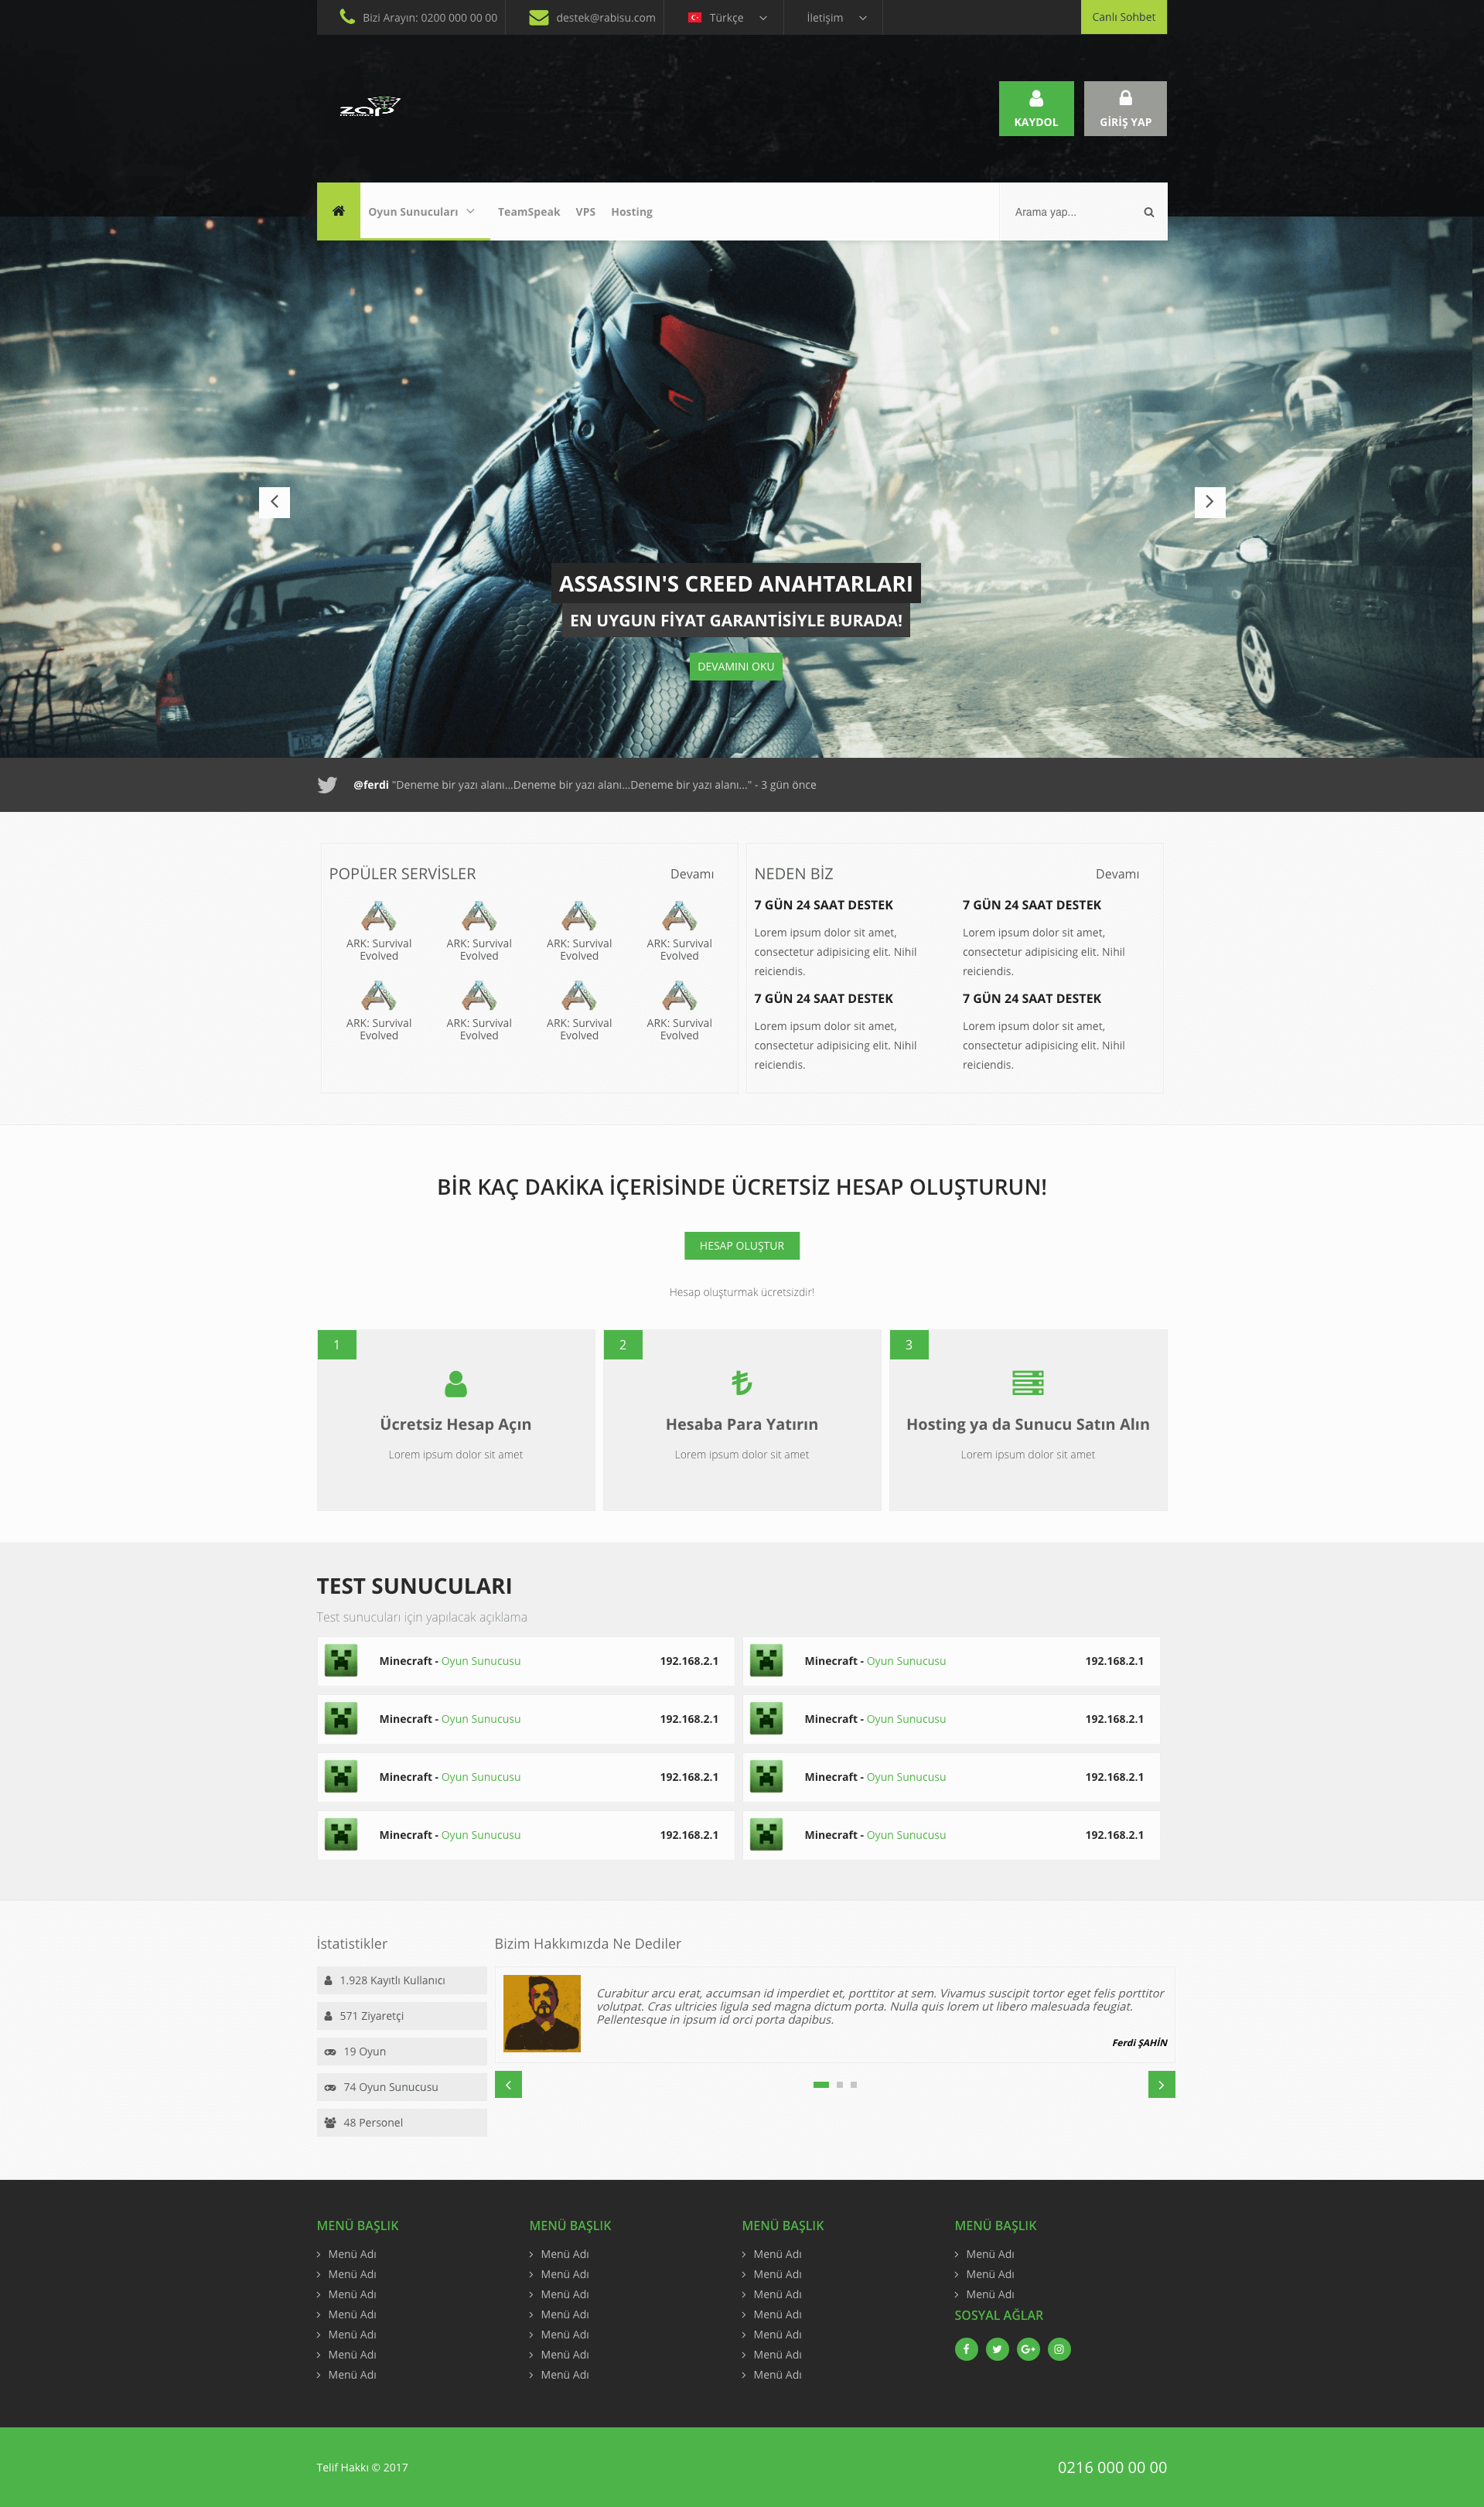 Bizi Arayın: 0200 000 00 00
destek@rabisu.com
Türkçe
İletişim
Canlı Sohbet
zap
KAYDOL
GİRİŞ YAP
Oyun Sunucuları
TeamSpeak
VPS
Hosting
Arama yap...
ASSASSIN'S CREED ANAHTARLARI
EN UYGUN FİYAT GARANTİSİYLE BURADA!
DEVAMINI OKU
@ferdi "Deneme bir yazı alanı...Deneme bir yazı alanı...Deneme bir yazı alanı..." - 3 gün önce
POPÜLER SERVİSLER
Devamı
ARK: Survival
Evolved
ARK: Survival
Evolved
ARK: Survival
Evolved
ARK: Survival
Evolved
ARK: Survival
Evolved
ARK: Survival
Evolved
ARK: Survival
Evolved
ARK: Survival
Evolved
NEDEN BİZ
Devamı
7 GÜN 24 SAAT DESTEK
Lorem ipsum dolor sit amet,
consectetur adipisicing elit. Nihil
reiciendis.
7 GÜN 24 SAAT DESTEK
Lorem ipsum dolor sit amet,
consectetur adipisicing elit. Nihil
reiciendis.
7 GÜN 24 SAAT DESTEK
Lorem ipsum dolor sit amet,
consectetur adipisicing elit. Nihil
reiciendis.
7 GÜN 24 SAAT DESTEK
Lorem ipsum dolor sit amet,
consectetur adipisicing elit. Nihil
reiciendis.
BİR KAÇ DAKİKA İÇERİSİNDE ÜCRETSİZ HESAP OLUŞTURUN!
HESAP OLUŞTUR
Hesap oluşturmak ücretsizdir!
1
Ücretsiz Hesap Açın
Lorem ipsum dolor sit amet
2
Hesaba Para Yatırın
Lorem ipsum dolor sit amet
3
Hosting ya da Sunucu Satın Alın
Lorem ipsum dolor sit amet
TEST SUNUCULARI
Test sunucuları için yapılacak açıklama
Minecraft - Oyun Sunucusu 192.168.2.1
Minecraft - Oyun Sunucusu 192.168.2.1
Minecraft - Oyun Sunucusu 192.168.2.1
Minecraft - Oyun Sunucusu 192.168.2.1
Minecraft - Oyun Sunucusu 192.168.2.1
Minecraft - Oyun Sunucusu 192.168.2.1
Minecraft - Oyun Sunucusu 192.168.2.1
Minecraft - Oyun Sunucusu 192.168.2.1
İstatistikler
1.928 Kayıtlı Kullanıcı
571 Ziyaretçi
19 Oyun
74 Oyun Sunucusu
48 Personel
Bizim Hakkımızda Ne Dediler
Curabitur arcu erat, accumsan id imperdiet et, porttitor at sem. Vivamus suscipit tortor eget felis porttitor
volutpat. Cras ultricies ligula sed magna dictum porta. Nulla quis lorem ut libero malesuada feugiat.
Pellentesque in ipsum id orci porta dapibus.
Ferdi ŞAHİN
MENÜ BAŞLIK
Menü Adı
Menü Adı
Menü Adı
Menü Adı
Menü Adı
Menü Adı
Menü Adı
MENÜ BAŞLIK
Menü Adı
Menü Adı
Menü Adı
Menü Adı
Menü Adı
Menü Adı
Menü Adı
MENÜ BAŞLIK
Menü Adı
Menü Adı
Menü Adı
Menü Adı
Menü Adı
Menü Adı
Menü Adı
MENÜ BAŞLIK
Menü Adı
Menü Adı
Menü Adı
SOSYAL AĞLAR
Telif Hakkı © 2017
0216 000 00 00